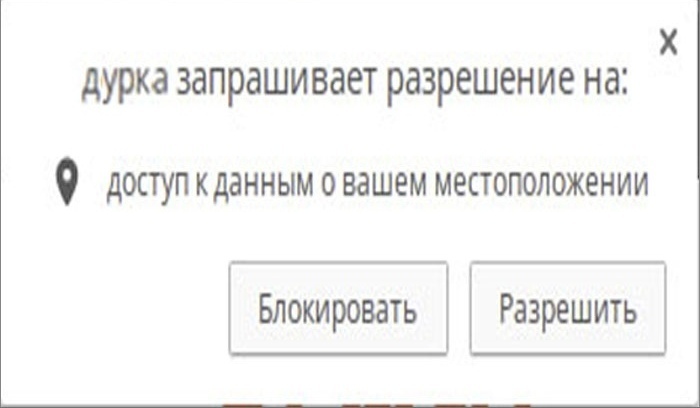 x
дурка запрашивает разрешение на:
доступ к данным о вашем местоположении
Блокировать Разрешить